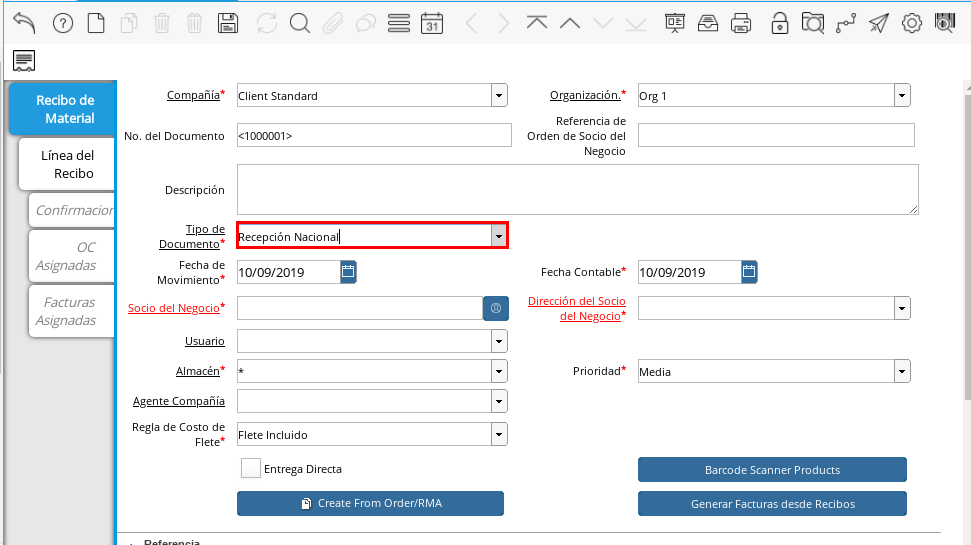 31
Recibo de
Material
Línea del
Recibo
Confirmacion
OC
Asignadas
Facturas
Asignadas
Compañía* Client Standard
Organización.* Org 1
No. del Documento <1000001>
Referencia de
Orden de Socio del
Negocio
Descripción
Tipo de
Documento* Recepción Nacional
Fecha de
Movimiento* 10/09/2019
Fecha Contable* 10/09/2019
Socio del Negocio*
Dirección del Socio
del Negocio*
Usuario
Almacén* *
Prioridad* Media
Agente Compañía
Regla de Costo de
Flete* Flete Incluido
Entrega Directa
Barcode Scanner Products
Create From Order/RMA
Generar Facturas desde Recibos
Referencia